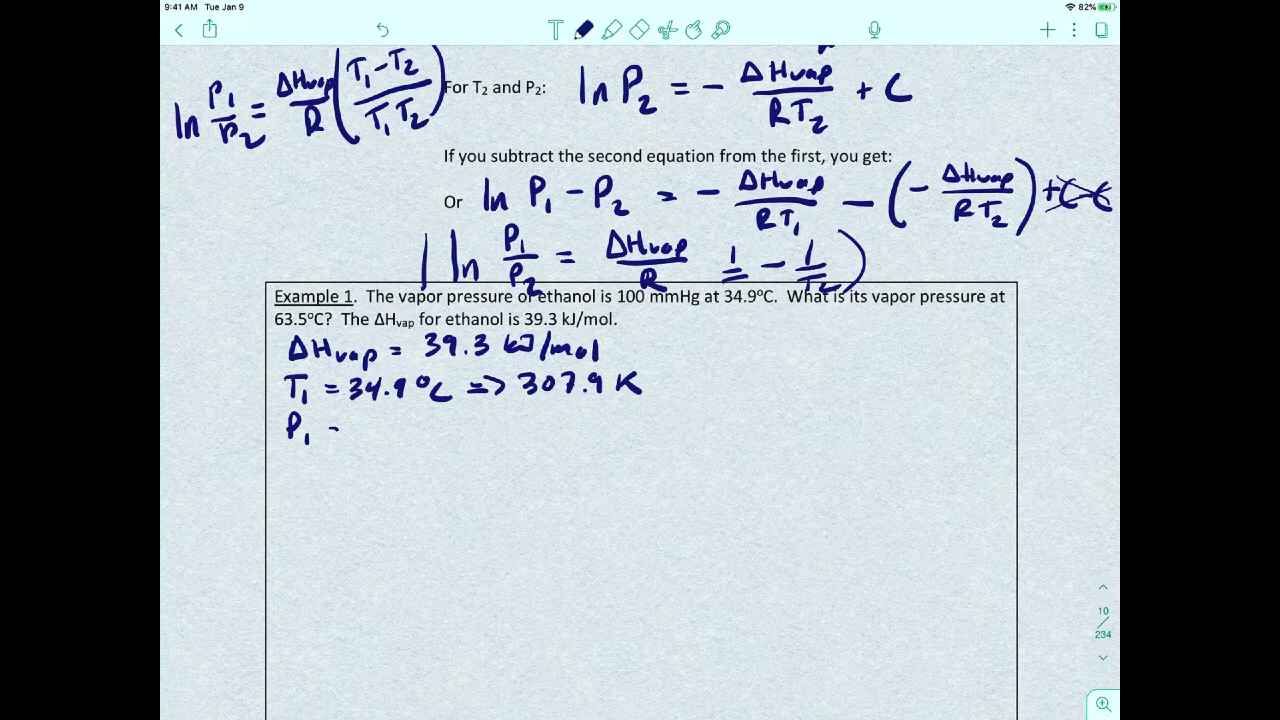 9:41 AM Tue Jan 9
82%
T
ln P₁/P₂ = ΔHvap/R (T₁ - T₂ / T₁T₂)
For T₂ and P₂: ln P₂ = - ΔHvap/RT₂ + C
If you subtract the second equation from the first, you get:
Or ln P₁ - P₂ = - ΔHvap/RT₁ - (- ΔHvap/RT₂) + C - C
ln P₁/P₂ = ΔHvap/R 1/ - 1/T₂ )
Example 1. The vapor pressure of ethanol is 100 mmHg at 34.9°C. What is its vapor pressure at
63.5°C? The ΔHvap for ethanol is 39.3 kJ/mol.
ΔHvap = 39.3 kJ/mol
T₁ = 34.9°C => 307.9 K
P₁ -
10
/
234